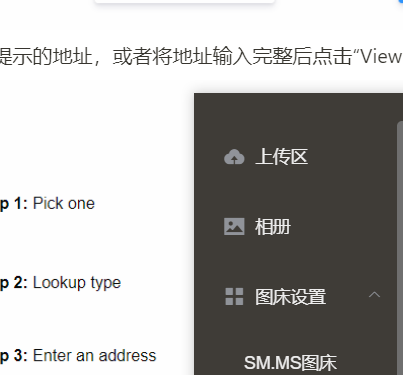 提示的地址，或者将地址输入完整后点击“View
上传区
p 1: Pick one
相册
p 2: Lookup type
图床设置
p 3: Enter an address
SM.MS图床